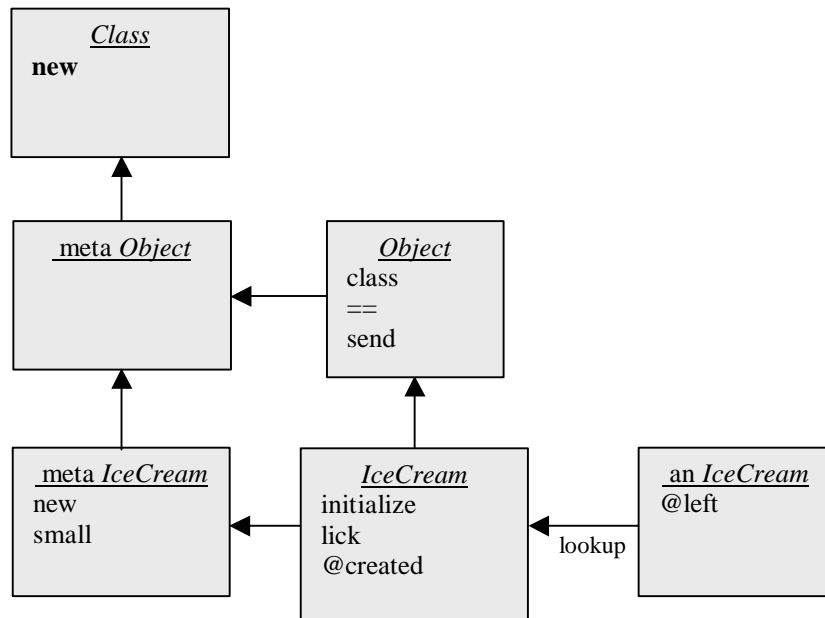 Class
new
meta Object
Object
class
==
send
meta IceCream
new
small
IceCream
initialize
lick
@created
lookup
an IceCream
@left